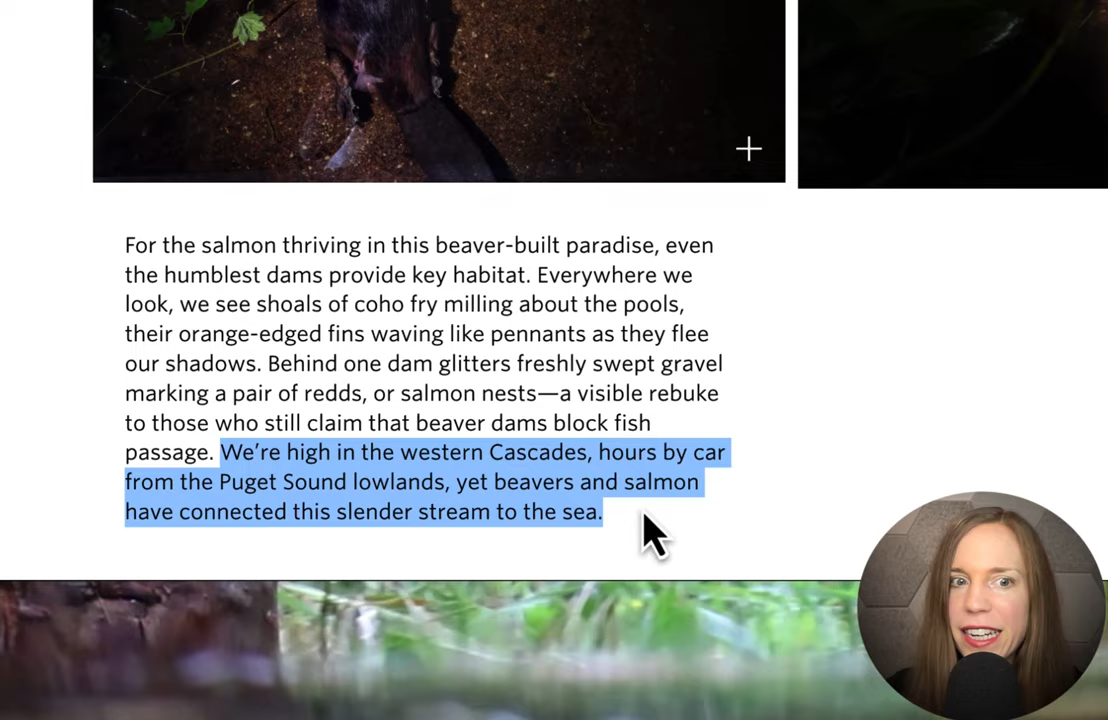 For the salmon thriving in this beaver-built paradise, even
the humblest dams provide key habitat. Everywhere we
look, we see shoals of coho fry milling about the pools,
their orange-edged fins waving like pennants as they flee
our shadows. Behind one dam glitters freshly swept gravel
marking a pair of redds, or salmon nests—a visible rebuke
to those who still claim that beaver dams block fish
passage. We’re high in the western Cascades, hours by car
from the Puget Sound lowlands, yet beavers and salmon
have connected this slender stream to the sea.